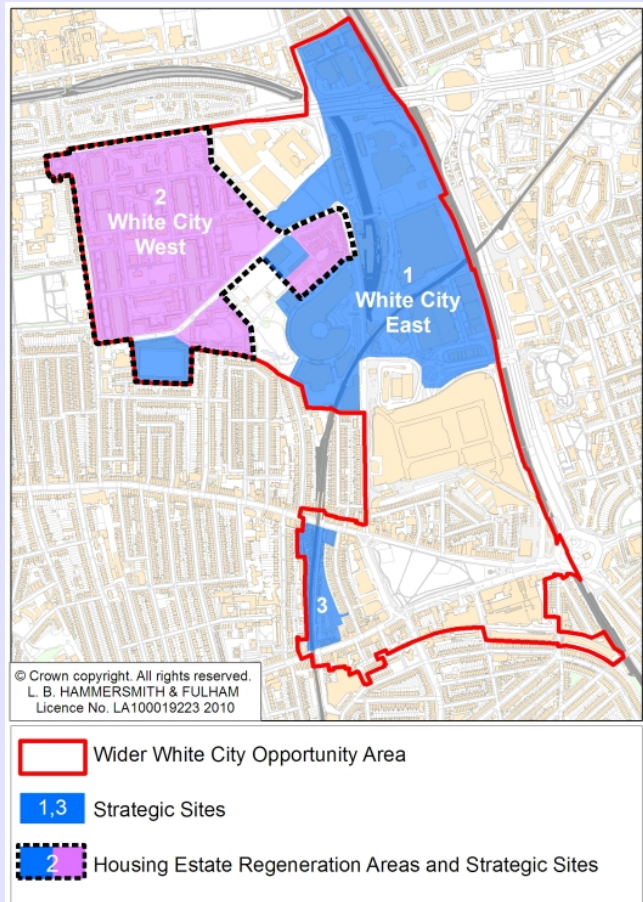 2
White City
West
1
White City
East
3
© Crown copyright. All rights reserved.
L. B. HAMMERSMITH & FULHAM
Licence No. LA100019223 2010
Wider White City Opportunity Area
1,3 Strategic Sites
2 Housing Estate Regeneration Areas and Strategic Sites